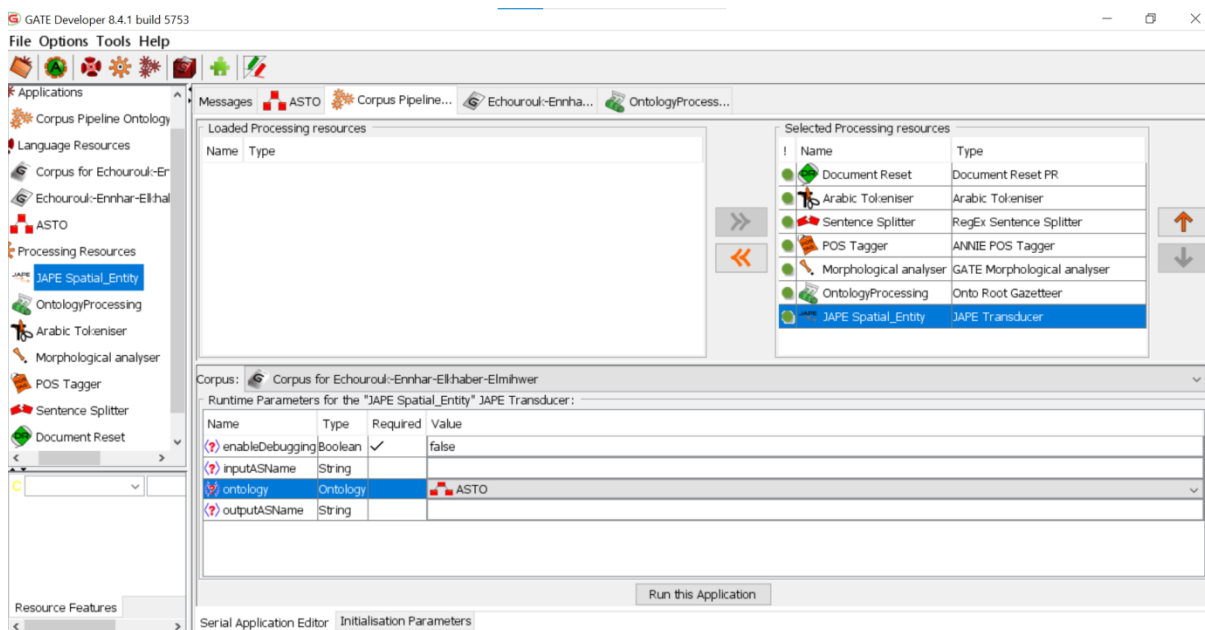 GATE Developer 8.4.1 build 5753
File Options Tools Help
Applications
Corpus Pipeline Ontology
Language Resources
Corpus for Echourouk-Er
Echourouk-Ennhar-Elkhal
ASTO
Processing Resources
JAPE Spatial_Entity
OntologyProcessing
Arabic Tokeniser
Morphological analyser
POS Tagger
Sentence Splitter
Document Reset
C
Resource Features
Messages ASTO Corpus Pipeline... Echourouk-Ennha... OntologyProcess...
Loaded Processing resources
Name Type
Selected Processing resources
! Name Type
Document Reset Document Reset PR
Arabic Tokeniser Arabic Tokeniser
Sentence Splitter RegEx Sentence Splitter
POS Tagger ANNIE POS Tagger
Morphological analyser GATE Morphological analyser
OntologyProcessing Onto Root Gazetteer
JAPE Spatial_Entity JAPE Transducer
Corpus: Corpus for Echourouk-Ennhar-Elkhaber-Elmihwer
Runtime Parameters for the "JAPE Spatial_Entity" JAPE Transducer:
Name Type Required Value
enableDebugging Boolean ✓ false
inputASName String
ontology Ontology ASTO
outputASName String
Run this Application
Serial Application Editor Initialisation Parameters